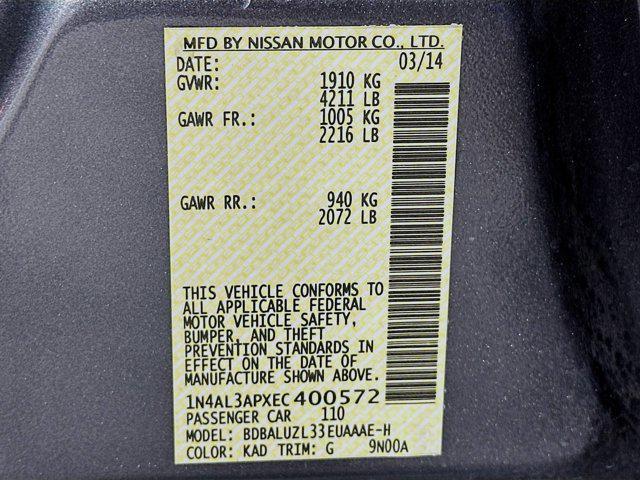 MFD BY NISSAN MOTOR CO., LTD.
DATE: 03/14
GVWR: 1910 KG
4211 LB
GAWR FR.: 1005 KG
2216 LB
GAWR RR.: 940 KG
2072 LB
THIS VEHICLE CONFORMS TO
ALL APPLICABLE FEDERAL
MOTOR VEHICLE SAFETY,
BUMPER, AND THEFT
PREVENTION STANDARDS IN
EFFECT ON THE DATE OF
MANUFACTURE SHOWN ABOVE.
1N4AL3APXEC400572
PASSENGER CAR 110
MODEL: BDBALUZL33EUAAAE-H
COLOR: KAD TRIM: G 9N00A